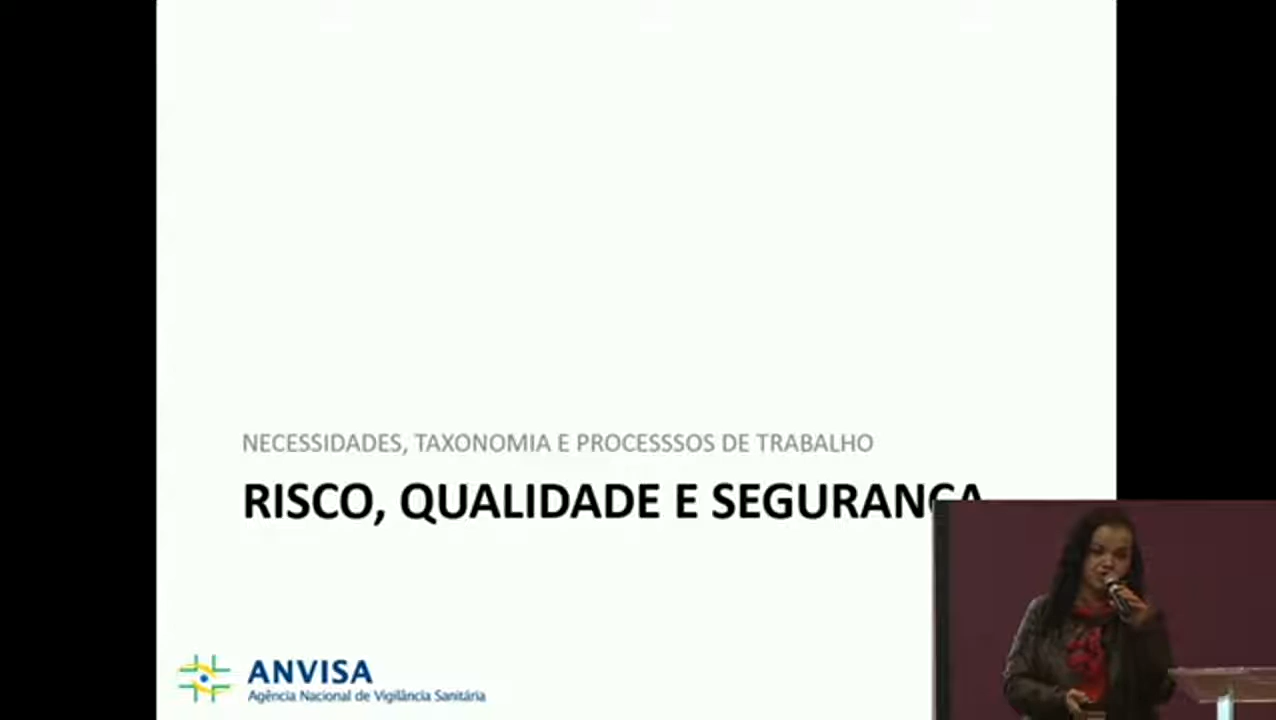 NECESSIDADES, TAXONOMIA E PROCESSSOS DE TRABALHO
RISCO, QUALIDADE E SEGURANÇA
ANVISA
Agência Nacional de Vigilância Sanitária